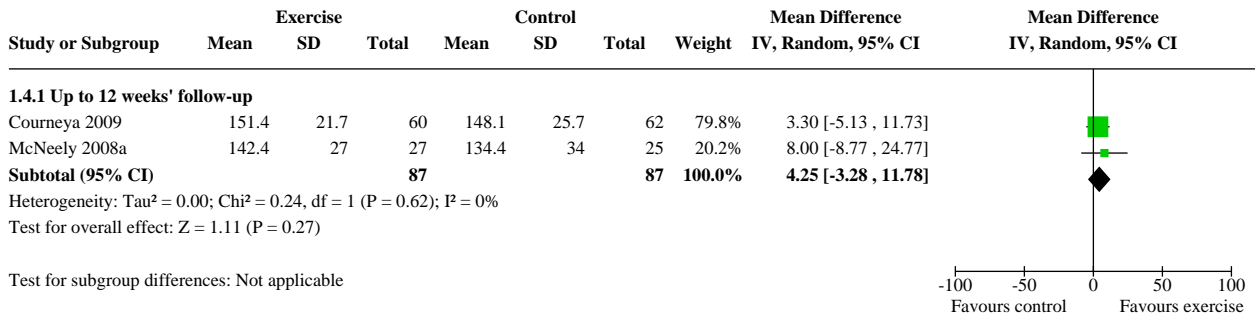 Exercise Control Mean Difference Mean Difference
Study or Subgroup Mean SD Total Mean SD Total Weight IV, Random, 95% CI IV, Random, 95% CI
1.4.1 Up to 12 weeks' follow-up
Courneya 2009 151.4 21.7 60 148.1 25.7 62 79.8% 3.30 [-5.13 , 11.73]
McNeely 2008a 142.4 27 27 134.4 34 25 20.2% 8.00 [-8.77 , 24.77]
Subtotal (95% CI) 87 87 100.0% 4.25 [-3.28 , 11.78]
Heterogeneity: Tau² = 0.00; Chi² = 0.24, df = 1 (P = 0.62); I² = 0%
Test for overall effect: Z = 1.11 (P = 0.27)
Test for subgroup differences: Not applicable
-100 -50 0 50 100
Favours control Favours exercise